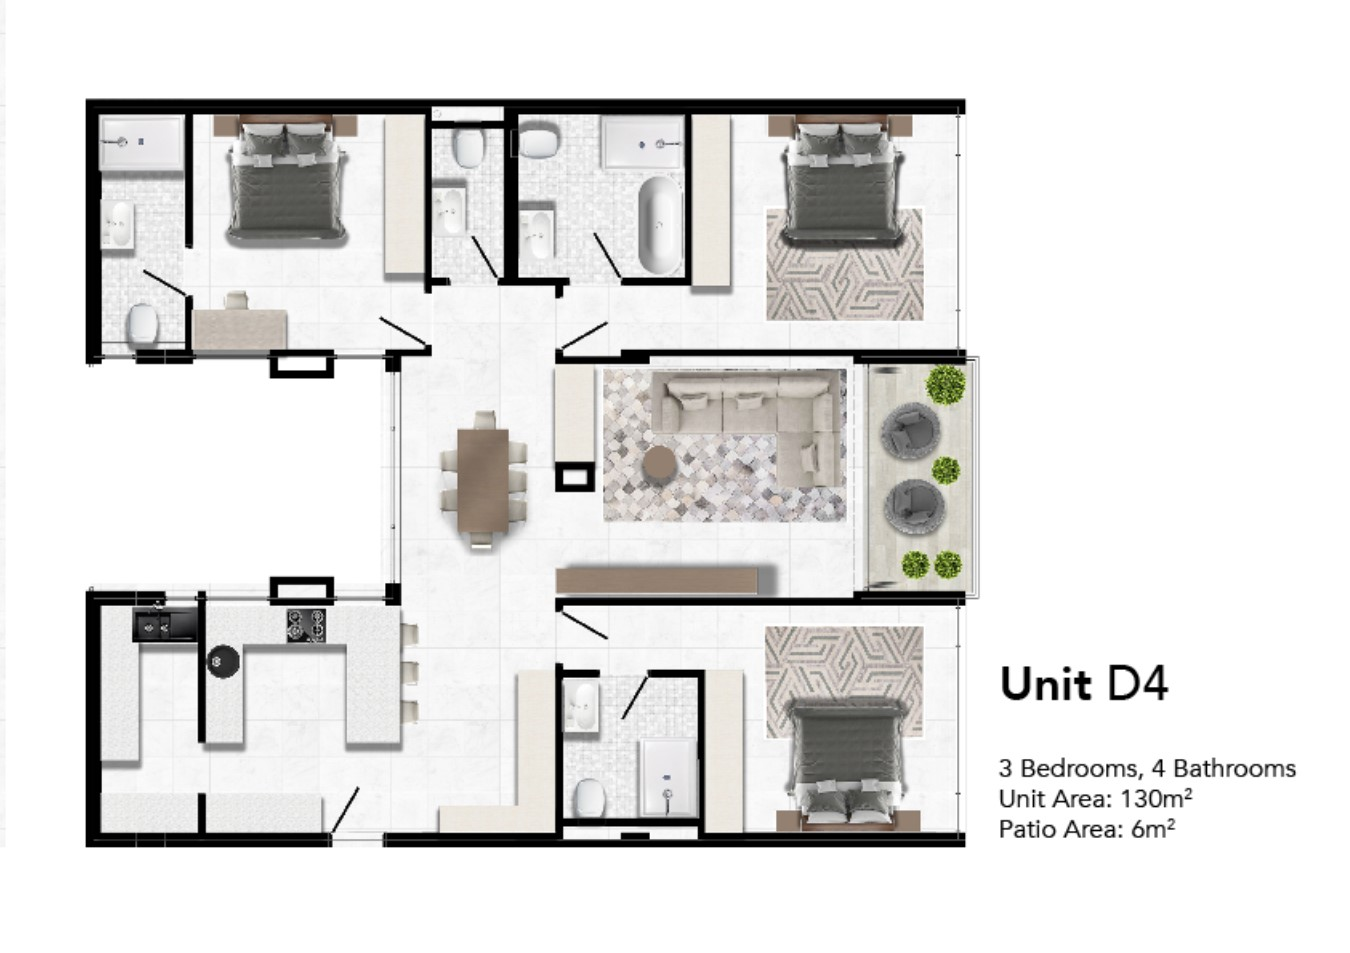 Unit D4
3 Bedrooms, 4 Bathrooms
Unit Area: 130m²
Patio Area: 6m²